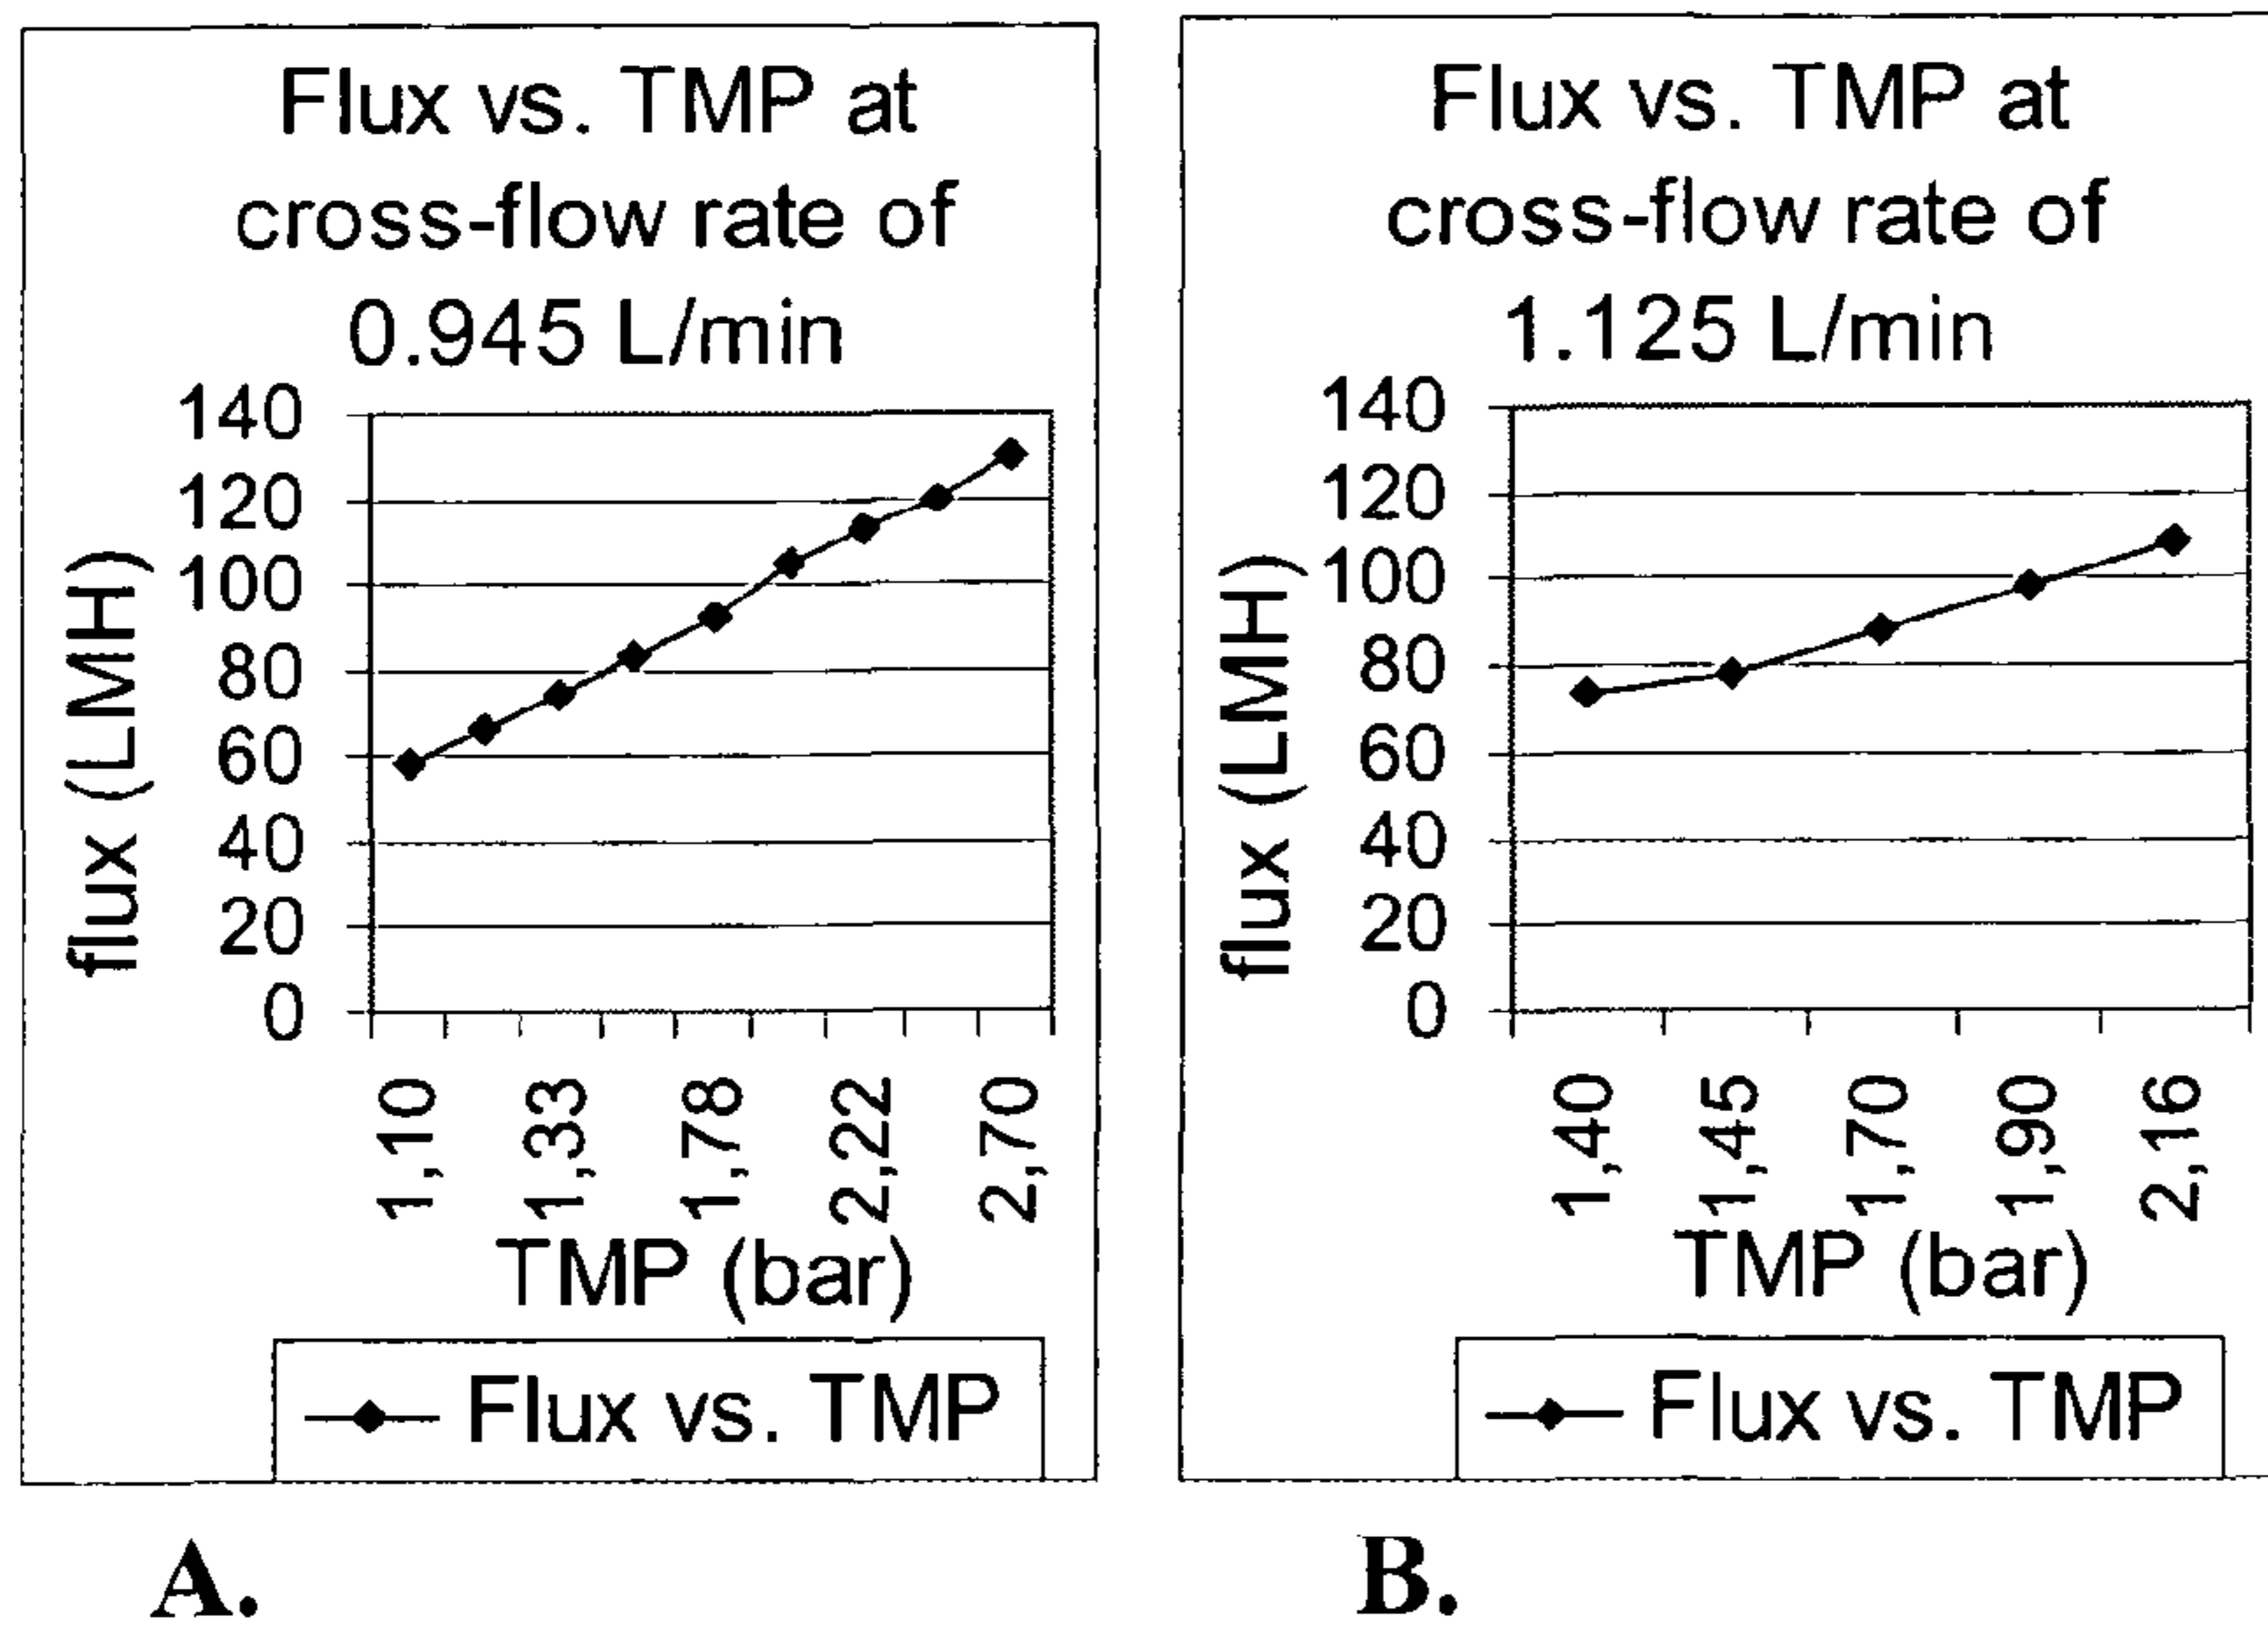 Flux vs. TMP at
cross-flow rate of
0.945 L/min
140
120
100
80
60
40
20
0
flux (LMH)
1,10
1,33
1,78
2,22
2,70
TMP (bar)
Flux vs. TMP
A.
Flux vs. TMP at
cross-flow rate of
1.125 L/min
140
120
100
80
60
40
20
0
flux (LMH)
1,40
1,45
1,70
1,90
2,16
TMP (bar)
Flux vs. TMP
B.